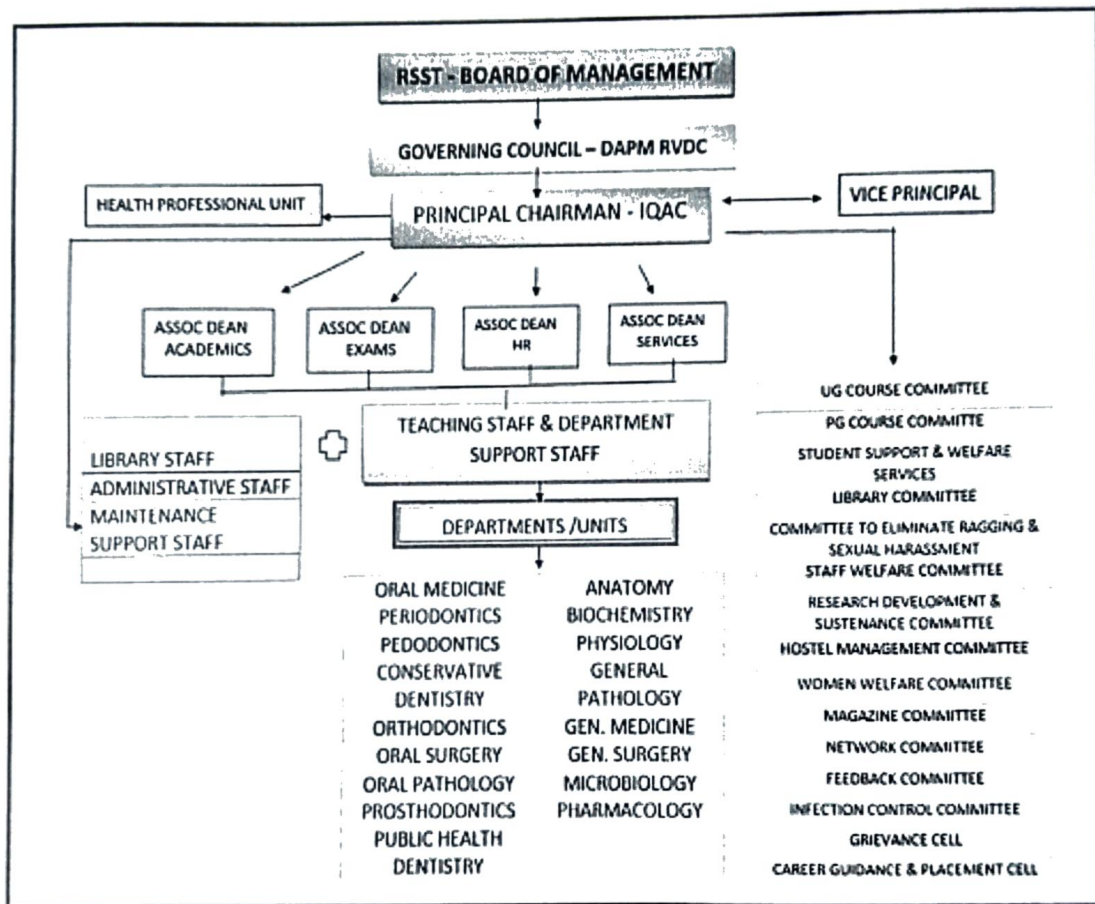 RSST - BOARD OF MANAGEMENT
GOVERNING COUNCIL – DAPM RVDC
HEALTH PROFESSIONAL UNIT
PRINCIPAL CHAIRMAN - IQAC
VICE PRINCIPAL
ASSOC DEAN
ACADEMICS
ASSOC DEAN
EXAMS
ASSOC DEAN
HR
ASSOC DEAN
SERVICES
TEACHING STAFF & DEPARTMENT
SUPPORT STAFF
LIBRARY STAFF
ADMINISTRATIVE STAFF
MAINTENANCE
SUPPORT STAFF
DEPARTMENTS /UNITS
ORAL MEDICINE
PERIODONTICS
PEDODONTICS
CONSERVATIVE
DENTISTRY
ORTHODONTICS
ORAL SURGERY
ORAL PATHOLOGY
PROSTHODONTICS
PUBLIC HEALTH
DENTISTRY
ANATOMY
BIOCHEMISTRY
PHYSIOLOGY
GENERAL
PATHOLOGY
GEN. MEDICINE
GEN. SURGERY
MICROBIOLOGY
PHARMACOLOGY
UG COURSE COMMITTEE
PG COURSE COMMITTE
STUDENT SUPPORT & WELFARE
SERVICES
LIBRARY COMMITTEE
COMMITTEE TO ELIMINATE RAGGING &
SEXUAL HARASSMENT
STAFF WELFARE COMMITTEE
RESEARCH DEVELOPMENT &
SUSTENANCE COMMITTEE
HOSTEL MANAGEMENT COMMITTEE
WOMEN WELFARE COMMITTEE
MAGAZINE COMMITTEE
NETWORK COMMITTEE
FEEDBACK COMMITTEE
INFECTION CONTROL COMMITTEE
GRIEVANCE CELL
CAREER GUIDANCE & PLACEMENT CELL